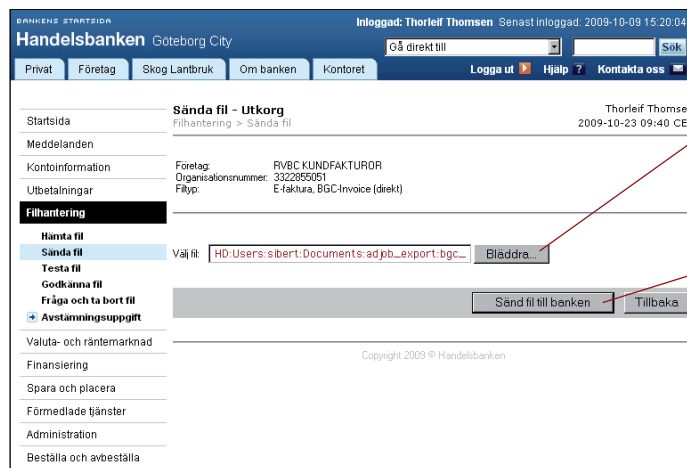 BANKENS STARTSIDA
Inloggad: Thorleif Thomsen Senast inloggad: 2009-10-09 15:20:04
Handelsbanken Göteborg City
Gå direkt till
Sök
Privat Företag Skog Lantbruk Om banken Kontoret
Logga ut Hjälp ? Kontakta oss
Sända fil - Utkorg
Thorleif Thomse
Filhantering > Sända fil
2009-10-23 09:40 CE
Startsida
Meddelanden
Kontoinformation
Utbetalningar
Filhantering
Hämta fil
Sända fil
Testa fil
Godkänna fil
Fråga och ta bort fil
Avstämningsuppgift
Valuta- och räntemarknad
Finansiering
Spara och placera
Förmedlade tjänster
Administration
Beställa och avbeställa
Företag: RVBC KUNDFAKTUROR
Organisationsnummer: 3322855051
Filtyp: E-faktura, BGC-Invoice (direkt)
Välj fil: HD:Users:sibert:Documents:adjob_export:bgc_ Bläddra...
Sänd fil till banken Tillbaka
Copyright 2009 © Handelsbanken